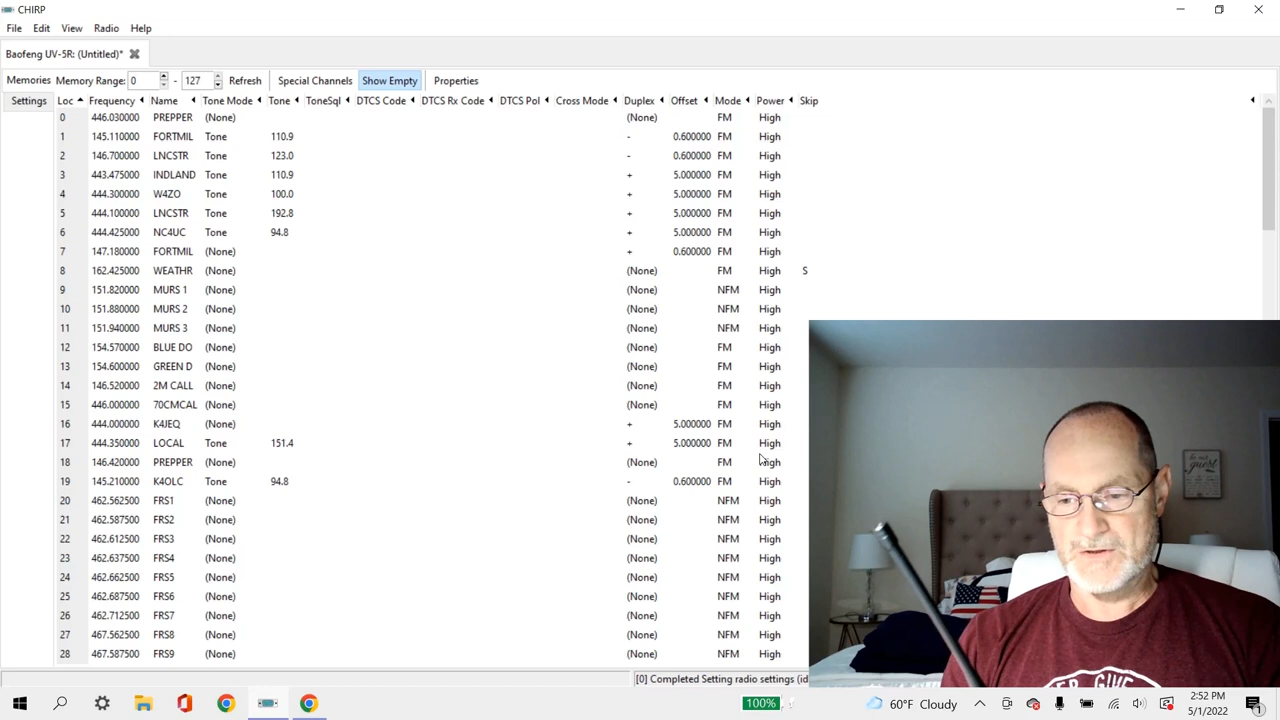 CHIRP
File Edit View Radio Help
Baofeng UV-5R: (Untitled)*
Memories Memory Range: 0 - 127 Refresh Special Channels Show Empty Properties
Settings
Loc Frequency Name Tone Mode Tone ToneSql DTCS Code DTCS Rx Code DTCS Pol Cross Mode Duplex Offset Mode Power Skip
0 446.030000 PREPPER (None) (None) FM High
1 145.110000 FORTMIL Tone 110.9 - 0.600000 FM High
2 146.700000 LNCSTR Tone 123.0 - 0.600000 FM High
3 443.475000 INDLAND Tone 110.9 + 5.000000 FM High
4 444.300000 W4ZO Tone 100.0 + 5.000000 FM High
5 444.100000 LNCSTR Tone 192.8 + 5.000000 FM High
6 444.425000 NC4UC Tone 94.8 + 5.000000 FM High
7 147.180000 FORTMIL (None) + 0.600000 FM High
8 162.425000 WEATHR (None) (None) FM High S
9 151.820000 MURS 1 (None) (None) NFM High
10 151.880000 MURS 2 (None) (None) NFM High
11 151.940000 MURS 3 (None) (None) NFM High
12 154.570000 BLUE DO (None) (None) FM High
13 154.600000 GREEN D (None) (None) FM High
14 146.520000 2M CALL (None) (None) FM High
15 446.000000 70CMCAL (None) (None) FM High
16 444.000000 K4JEQ (None) + 5.000000 FM High
17 444.350000 LOCAL Tone 151.4 + 5.000000 FM High
18 146.420000 PREPPER (None) (None) FM High
19 145.210000 K4OLC Tone 94.8 - 0.600000 FM High
20 462.562500 FRS1 (None) (None) NFM High
21 462.587500 FRS2 (None) (None) NFM High
22 462.612500 FRS3 (None) (None) NFM High
23 462.637500 FRS4 (None) (None) NFM High
24 462.662500 FRS5 (None) (None) NFM High
25 462.687500 FRS6 (None) (None) NFM High
26 462.712500 FRS7 (None) (None) NFM High
27 467.562500 FRS8 (None) (None) NFM High
28 467.587500 FRS9 (None) (None) NFM High
[0] Completed Setting radio settings (id
100% 60°F Cloudy 2:52 PM
5/1/2022 1